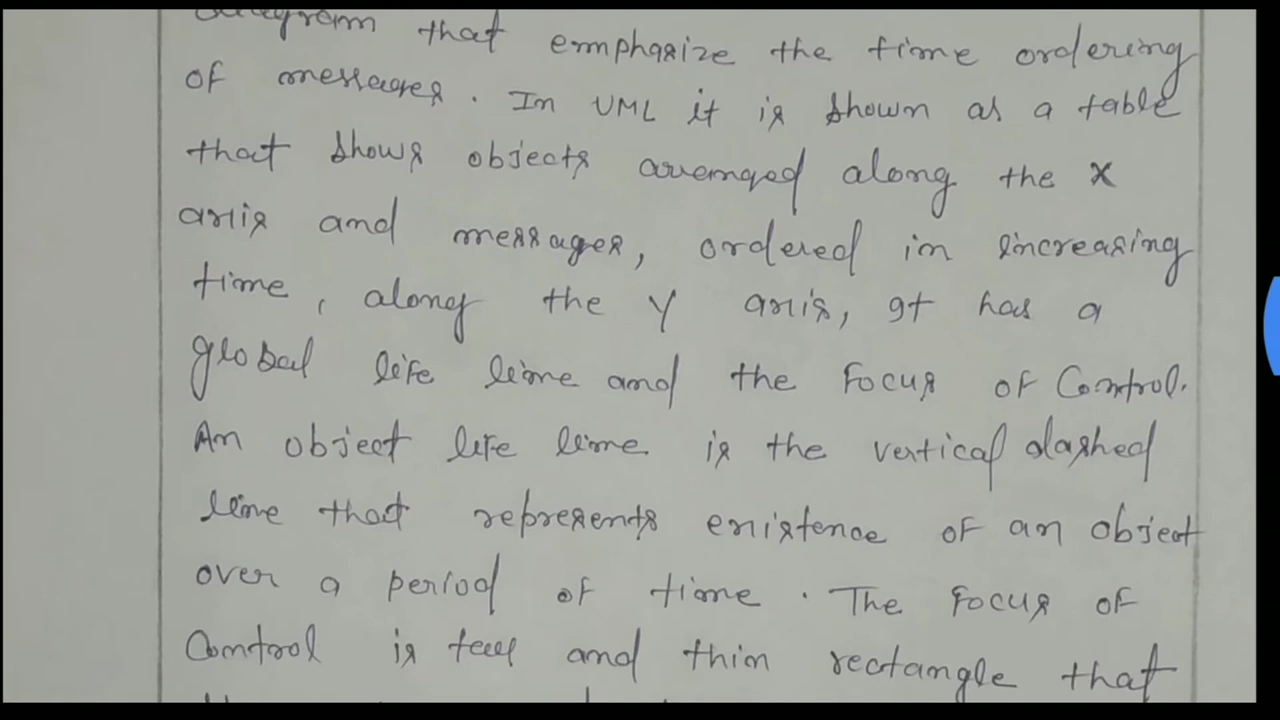 diagram that emphasize the time ordering
of messages. In UML it is shown as a table
that shows objects arranged along the X
axis and messages, ordered in increasing
time, along the Y axis, It has a
global life line and the Focus of Control.
An object life line is the vertical dashed
line that represents existence of an object
over a period of time. The Focus of
Control is tall and thin rectangle that